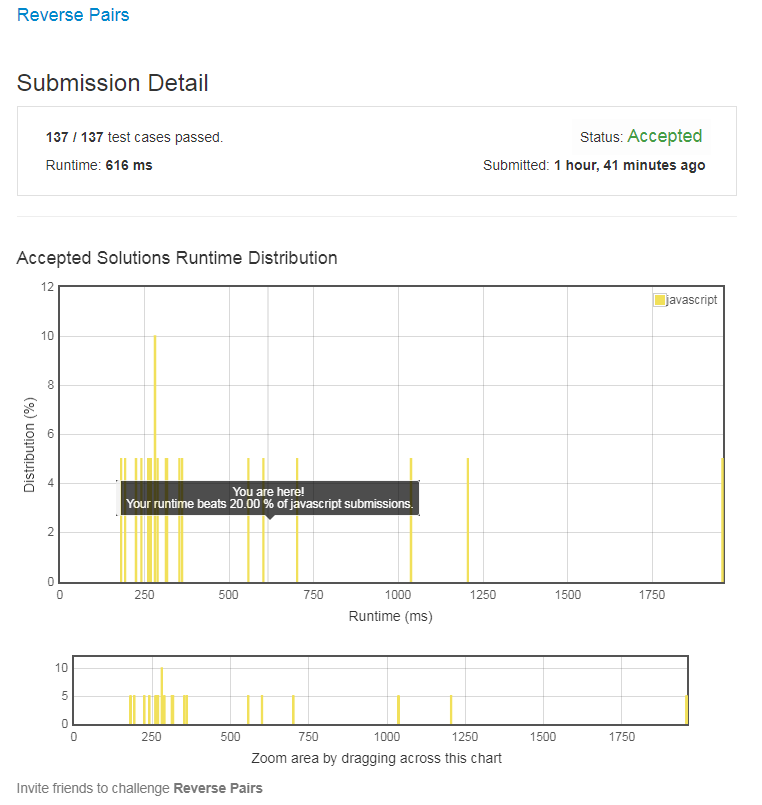 Reverse Pairs
Submission Detail
137 / 137 test cases passed.
Status: Accepted
Runtime: 616 ms
Submitted: 1 hour, 41 minutes ago
Accepted Solutions Runtime Distribution
12
10
8
6
4
2
0
Distribution (%)
javascript
You are here!
Your runtime beats 20.00 % of javascript submissions.
0 250 500 750 1000 1250 1500 1750
Runtime (ms)
10
5
0
0 250 500 750 1000 1250 1500 1750
Zoom area by dragging across this chart
Invite friends to challenge Reverse Pairs